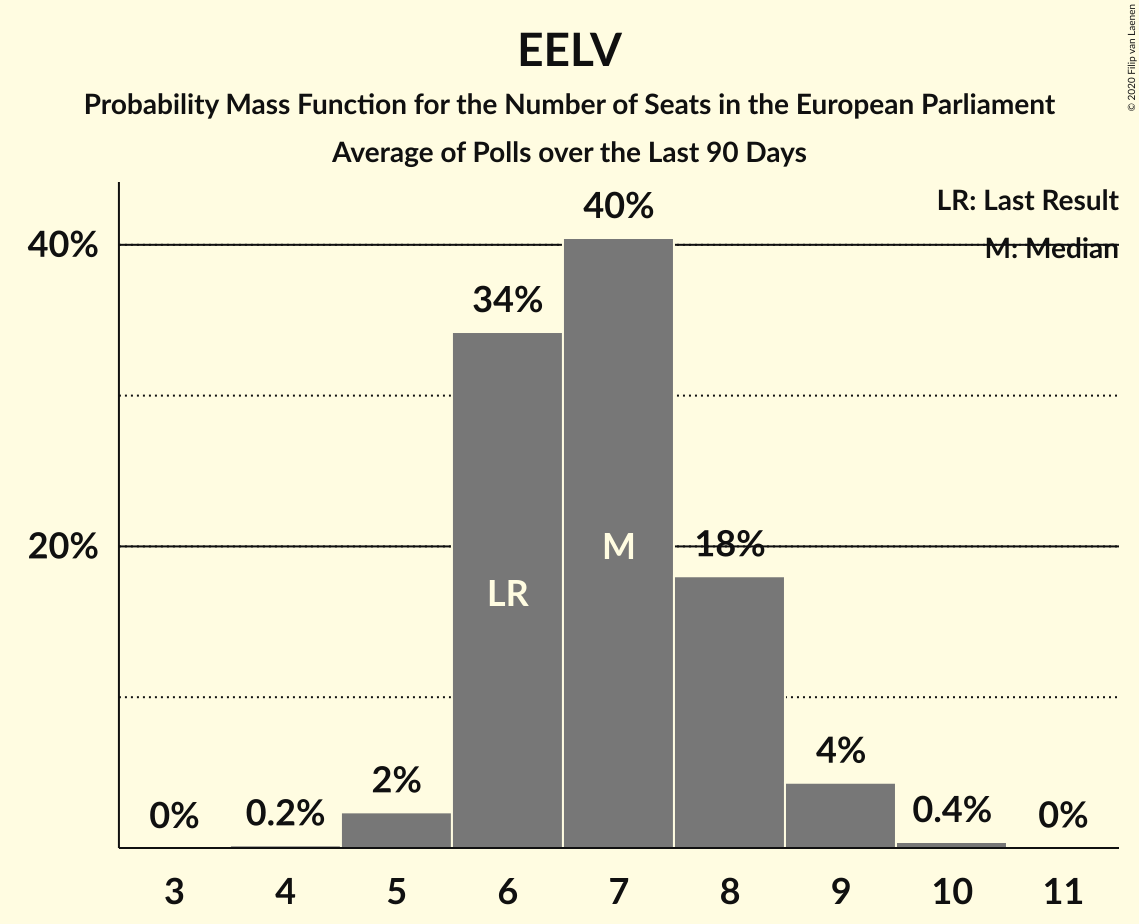 EELV
Probability Mass Function for the Number of Seats in the European Parliament
Average of Polls over the Last 90 Days
© 2020 Filip van Laenen
LR: Last Result
M: Median
40%
20%
0%
0.2%
2%
34%
40%
18%
4%
0.4%
0%
LR
M
3 4 5 6 7 8 9 10 11